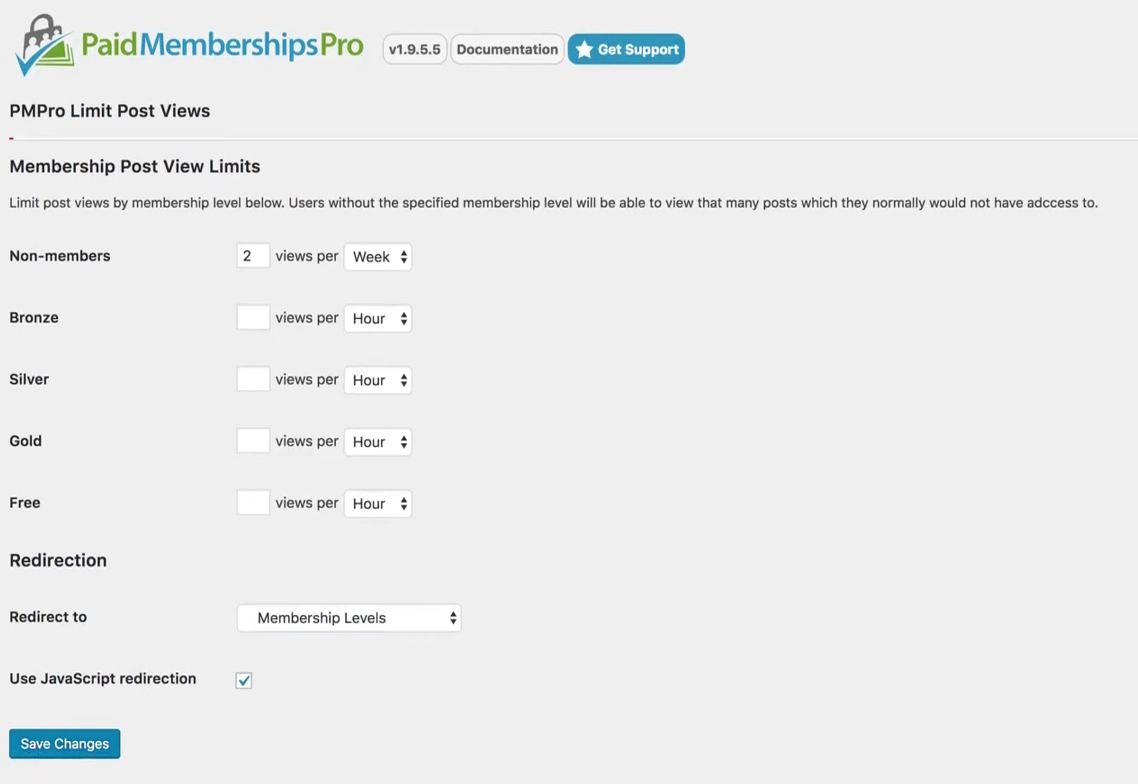 PaidMembershipsPro v1.9.5.5 Documentation Get Support
PMPro Limit Post Views
Membership Post View Limits
Limit post views by membership level below. Users without the specified membership level will be able to view that many posts which they normally would not have adccess to.
Non-members 2 views per Week
Bronze views per Hour
Silver views per Hour
Gold views per Hour
Free views per Hour
Redirection
Redirect to Membership Levels
Use JavaScript redirection
Save Changes